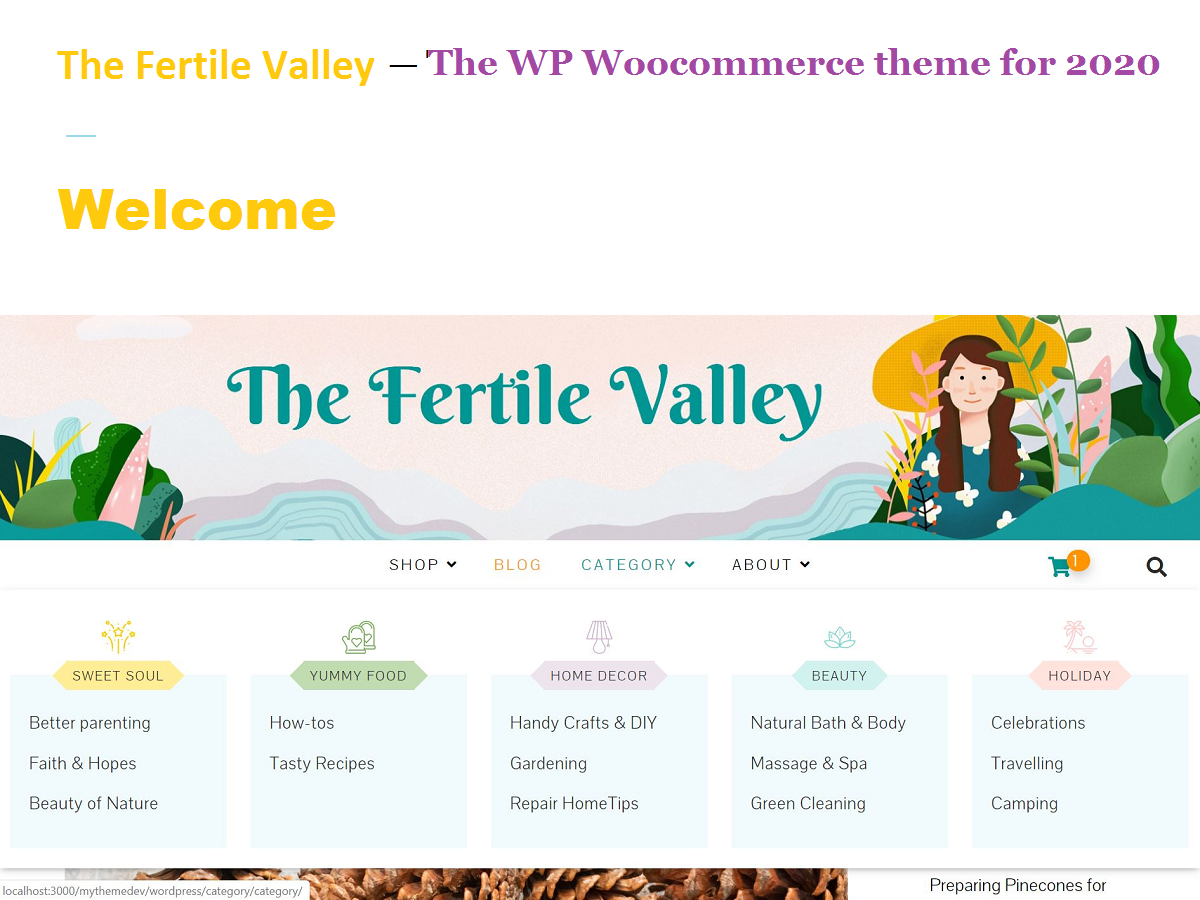 The Fertile Valley — The WP Woocommerce theme for 2020
Welcome
The Fertile Valley
SHOP BLOG CATEGORY ABOUT 1
SWEET SOUL YUMMY FOOD HOME DECOR BEAUTY HOLIDAY
Better parenting How-tos Handy Crafts & DIY Natural Bath & Body Celebrations
Faith & Hopes Tasty Recipes Gardening Massage & Spa Travelling
Beauty of Nature Repair HomeTips Green Cleaning Camping
Preparing Pinecones for
localhost:3000/mythemedev/wordpress/category/category/